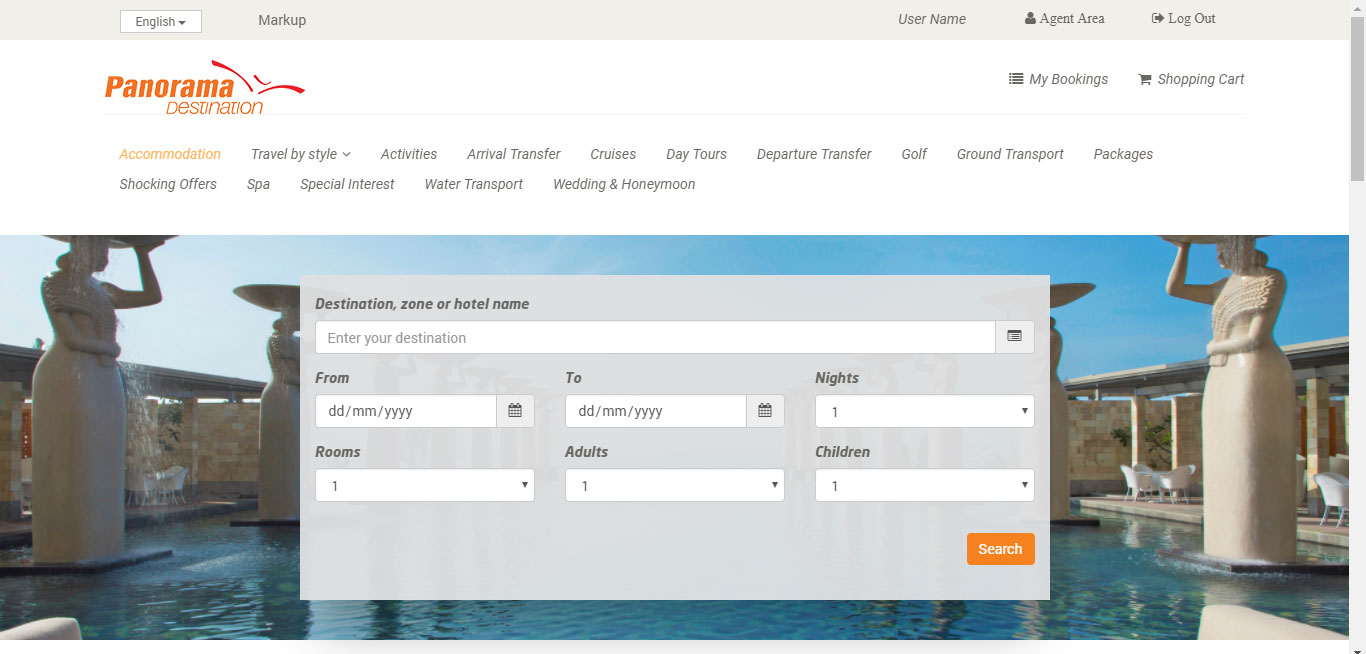 English Markup User Name Agent Area Log Out
Panorama
DESTINATION
My Bookings Shopping Cart
Accommodation Travel by style Activities Arrival Transfer Cruises Day Tours Departure Transfer Golf Ground Transport Packages
Shocking Offers Spa Special Interest Water Transport Wedding & Honeymoon
Destination, zone or hotel name
Enter your destination
From To Nights
dd/mm/yyyy dd/mm/yyyy 1
Rooms Adults Children
1 1 1
Search